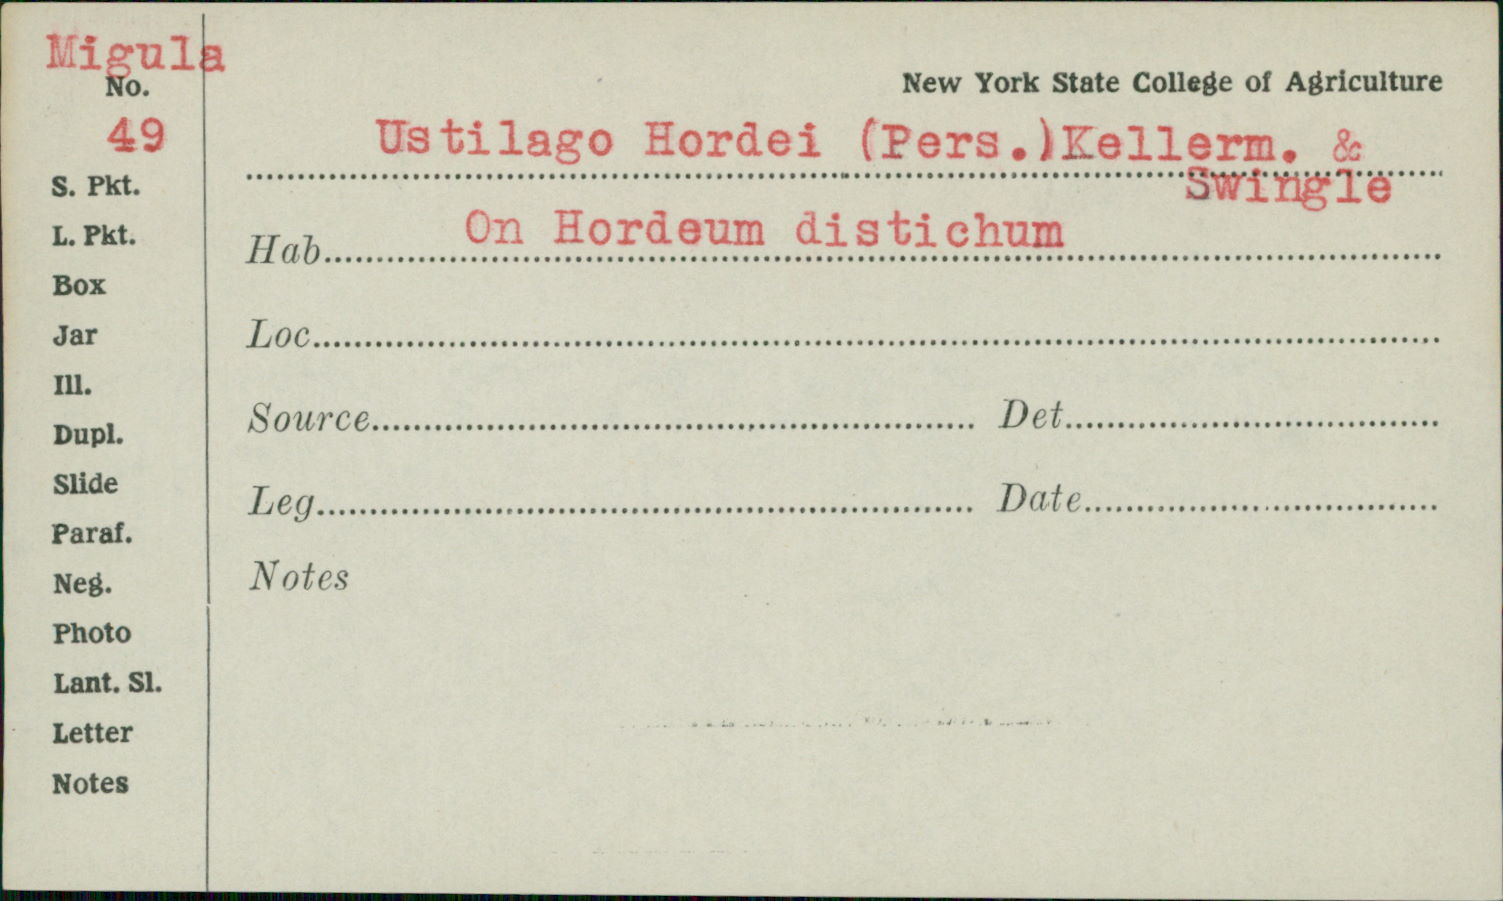 Migula
No.
49
S. Pkt.
L. Pkt.
Box
Jar
Ill.
Dupl.
Slide
Paraf.
Neg.
Photo
Lant. Sl.
Letter
Notes
New York State College of Agriculture
Ustilago Hordei (Pers.)Kellerm. &
Swingle
Hab. On Hordeum distichum
Loc.
Source Det.
Leg. Date
Notes